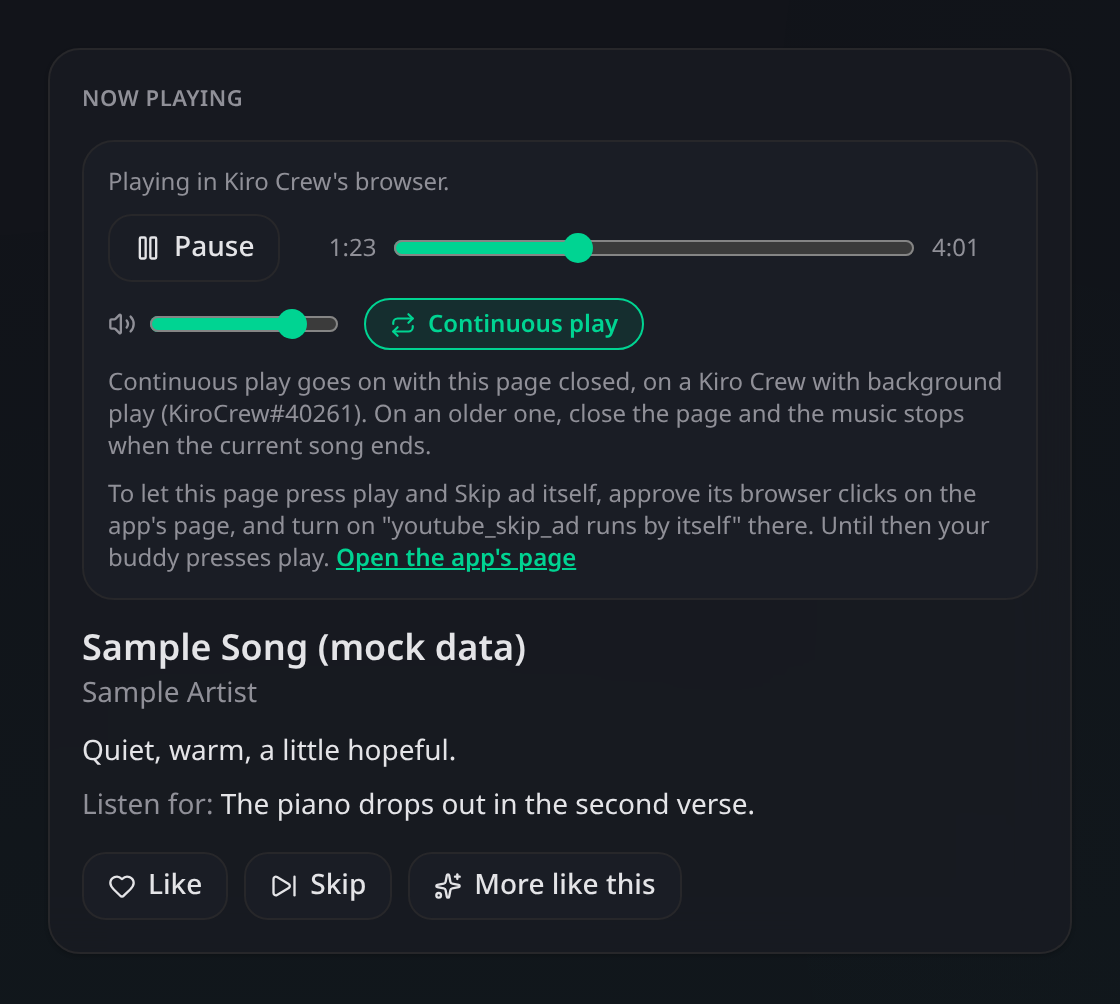 NOW PLAYING
Playing in Kiro Crew's browser.
Pause
1:23
4:01
Continuous play
Continuous play goes on with this page closed, on a Kiro Crew with background
play (KiroCrew#40261). On an older one, close the page and the music stops
when the current song ends.
To let this page press play and Skip ad itself, approve its browser clicks on the
app's page, and turn on "youtube_skip_ad runs by itself" there. Until then your
buddy presses play. Open the app's page
Sample Song (mock data)
Sample Artist
Quiet, warm, a little hopeful.
Listen for: The piano drops out in the second verse.
Like
Skip
More like this